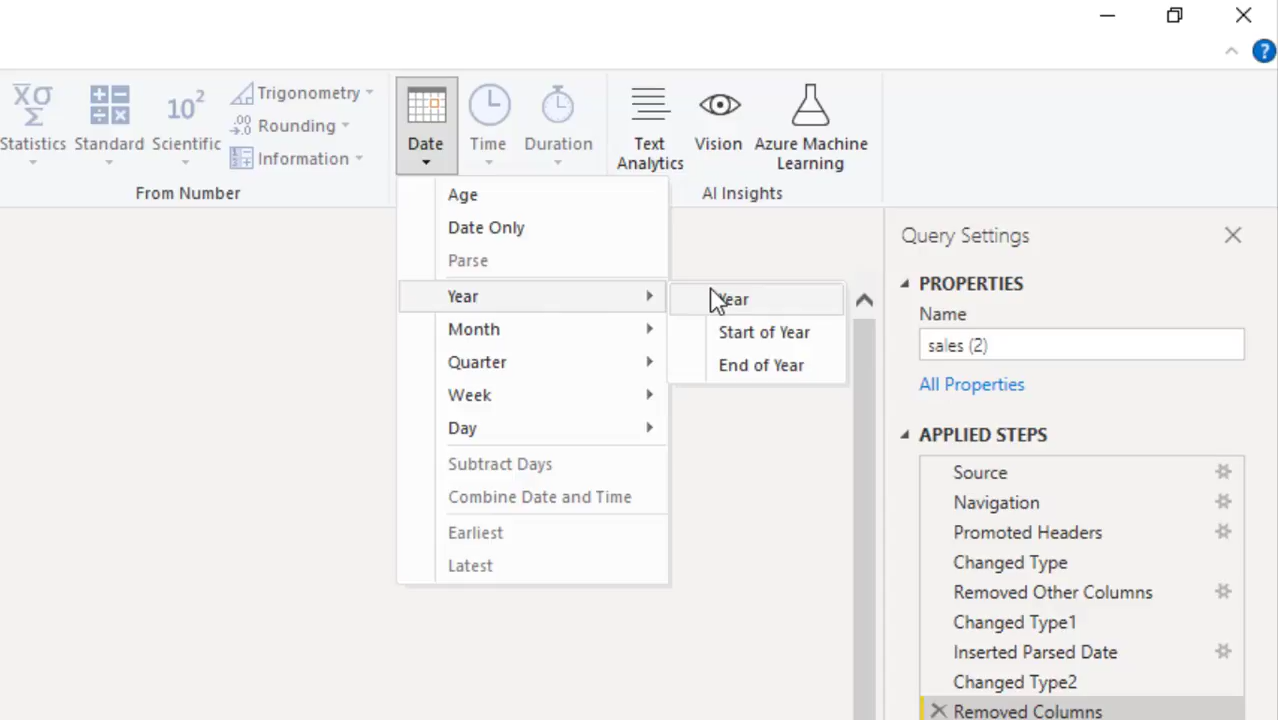 Statistics
Standard
Scientific
Trigonometry
Rounding
Information
From Number
Date
Time
Duration
Text
Analytics
Vision
Azure Machine
Learning
AI Insights
Age
Date Only
Parse
Year
Month
Quarter
Week
Day
Subtract Days
Combine Date and Time
Earliest
Latest
Year
Start of Year
End of Year
Query Settings
PROPERTIES
Name
sales (2)
All Properties
APPLIED STEPS
Source
Navigation
Promoted Headers
Changed Type
Removed Other Columns
Changed Type1
Inserted Parsed Date
Changed Type2
Removed Columns